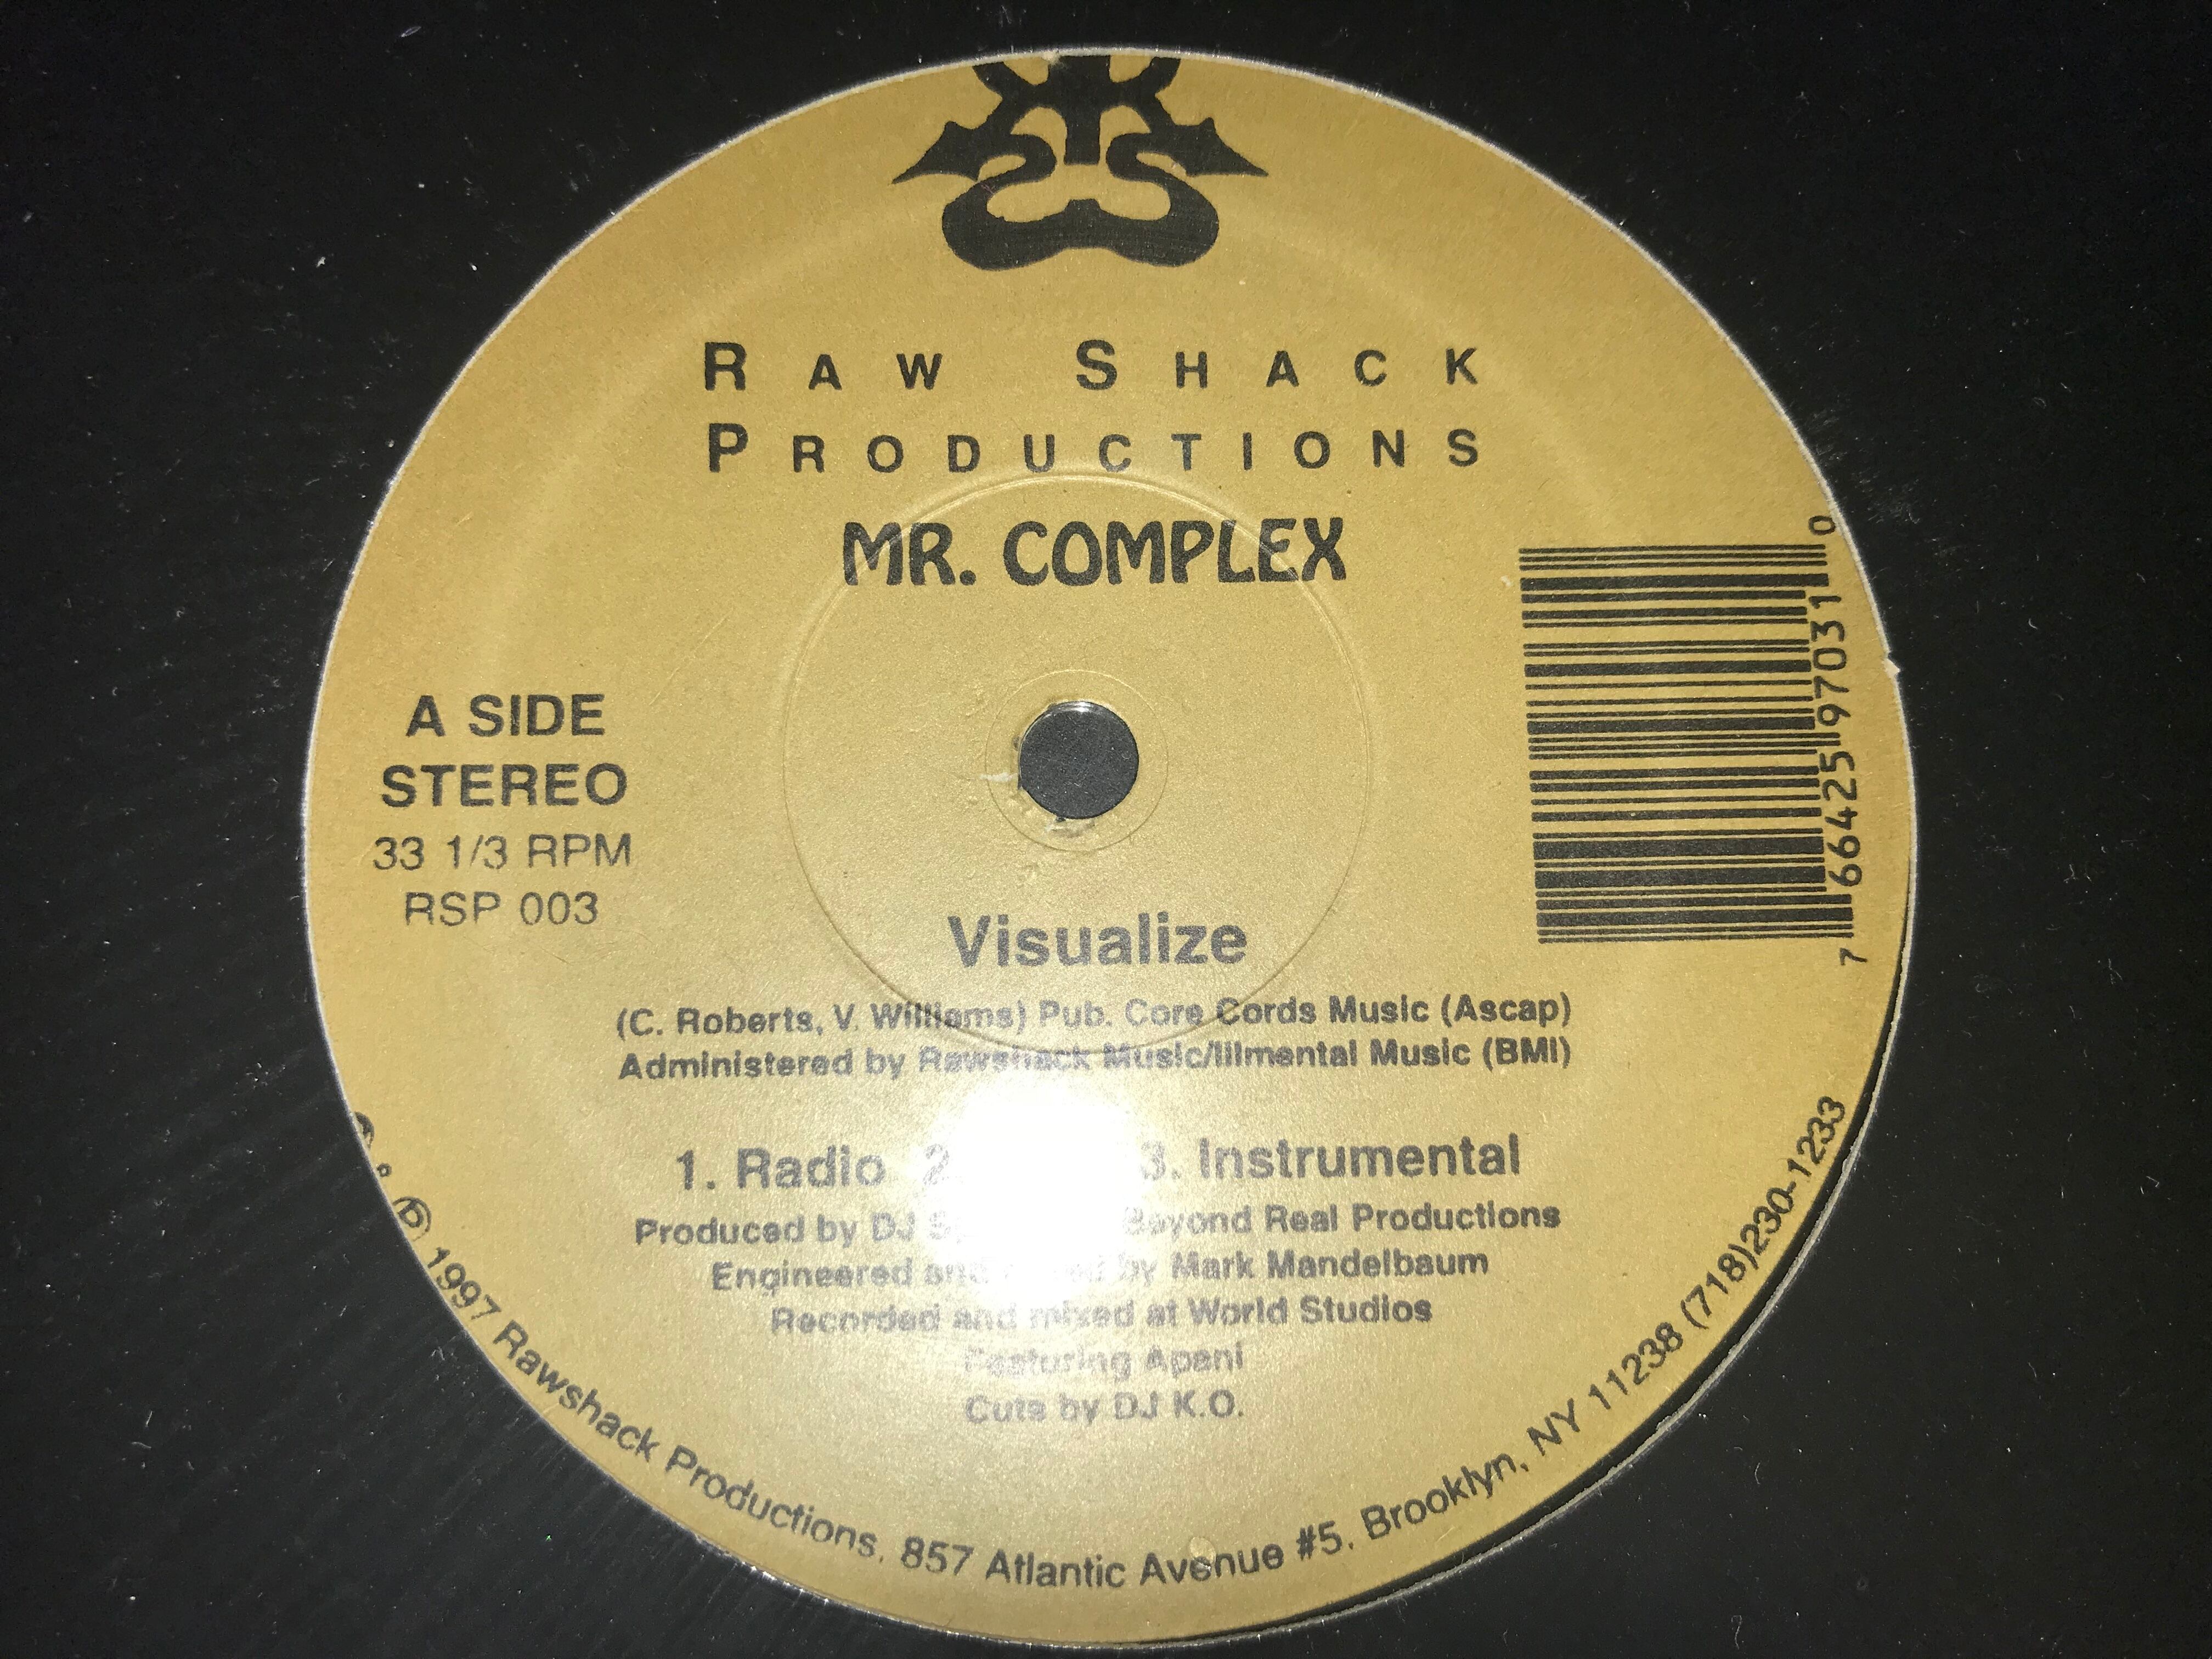 RAW SHACK
PRODUCTIONS
MR. COMPLEX
A SIDE
STEREO
33 1/3 RPM
RSP 003
7 66425 97031 0
Visualize
(C. Roberts, V. Williams) Pub. Core Cords Music (Ascap)
Administered by Rawshack Music/Illmental Music (BMI)
1. Radio 2 3. Instrumental
Produced by DJ Beyond Real Productions
Engineered and by Mark Mandelbaum
Recorded and mixed at World Studios
Featuring Apani
Cuts by DJ K.O.
& ℗ 1997 Rawshack Productions, 857 Atlantic Avenue #5, Brooklyn, NY 11238 (718)230-1233